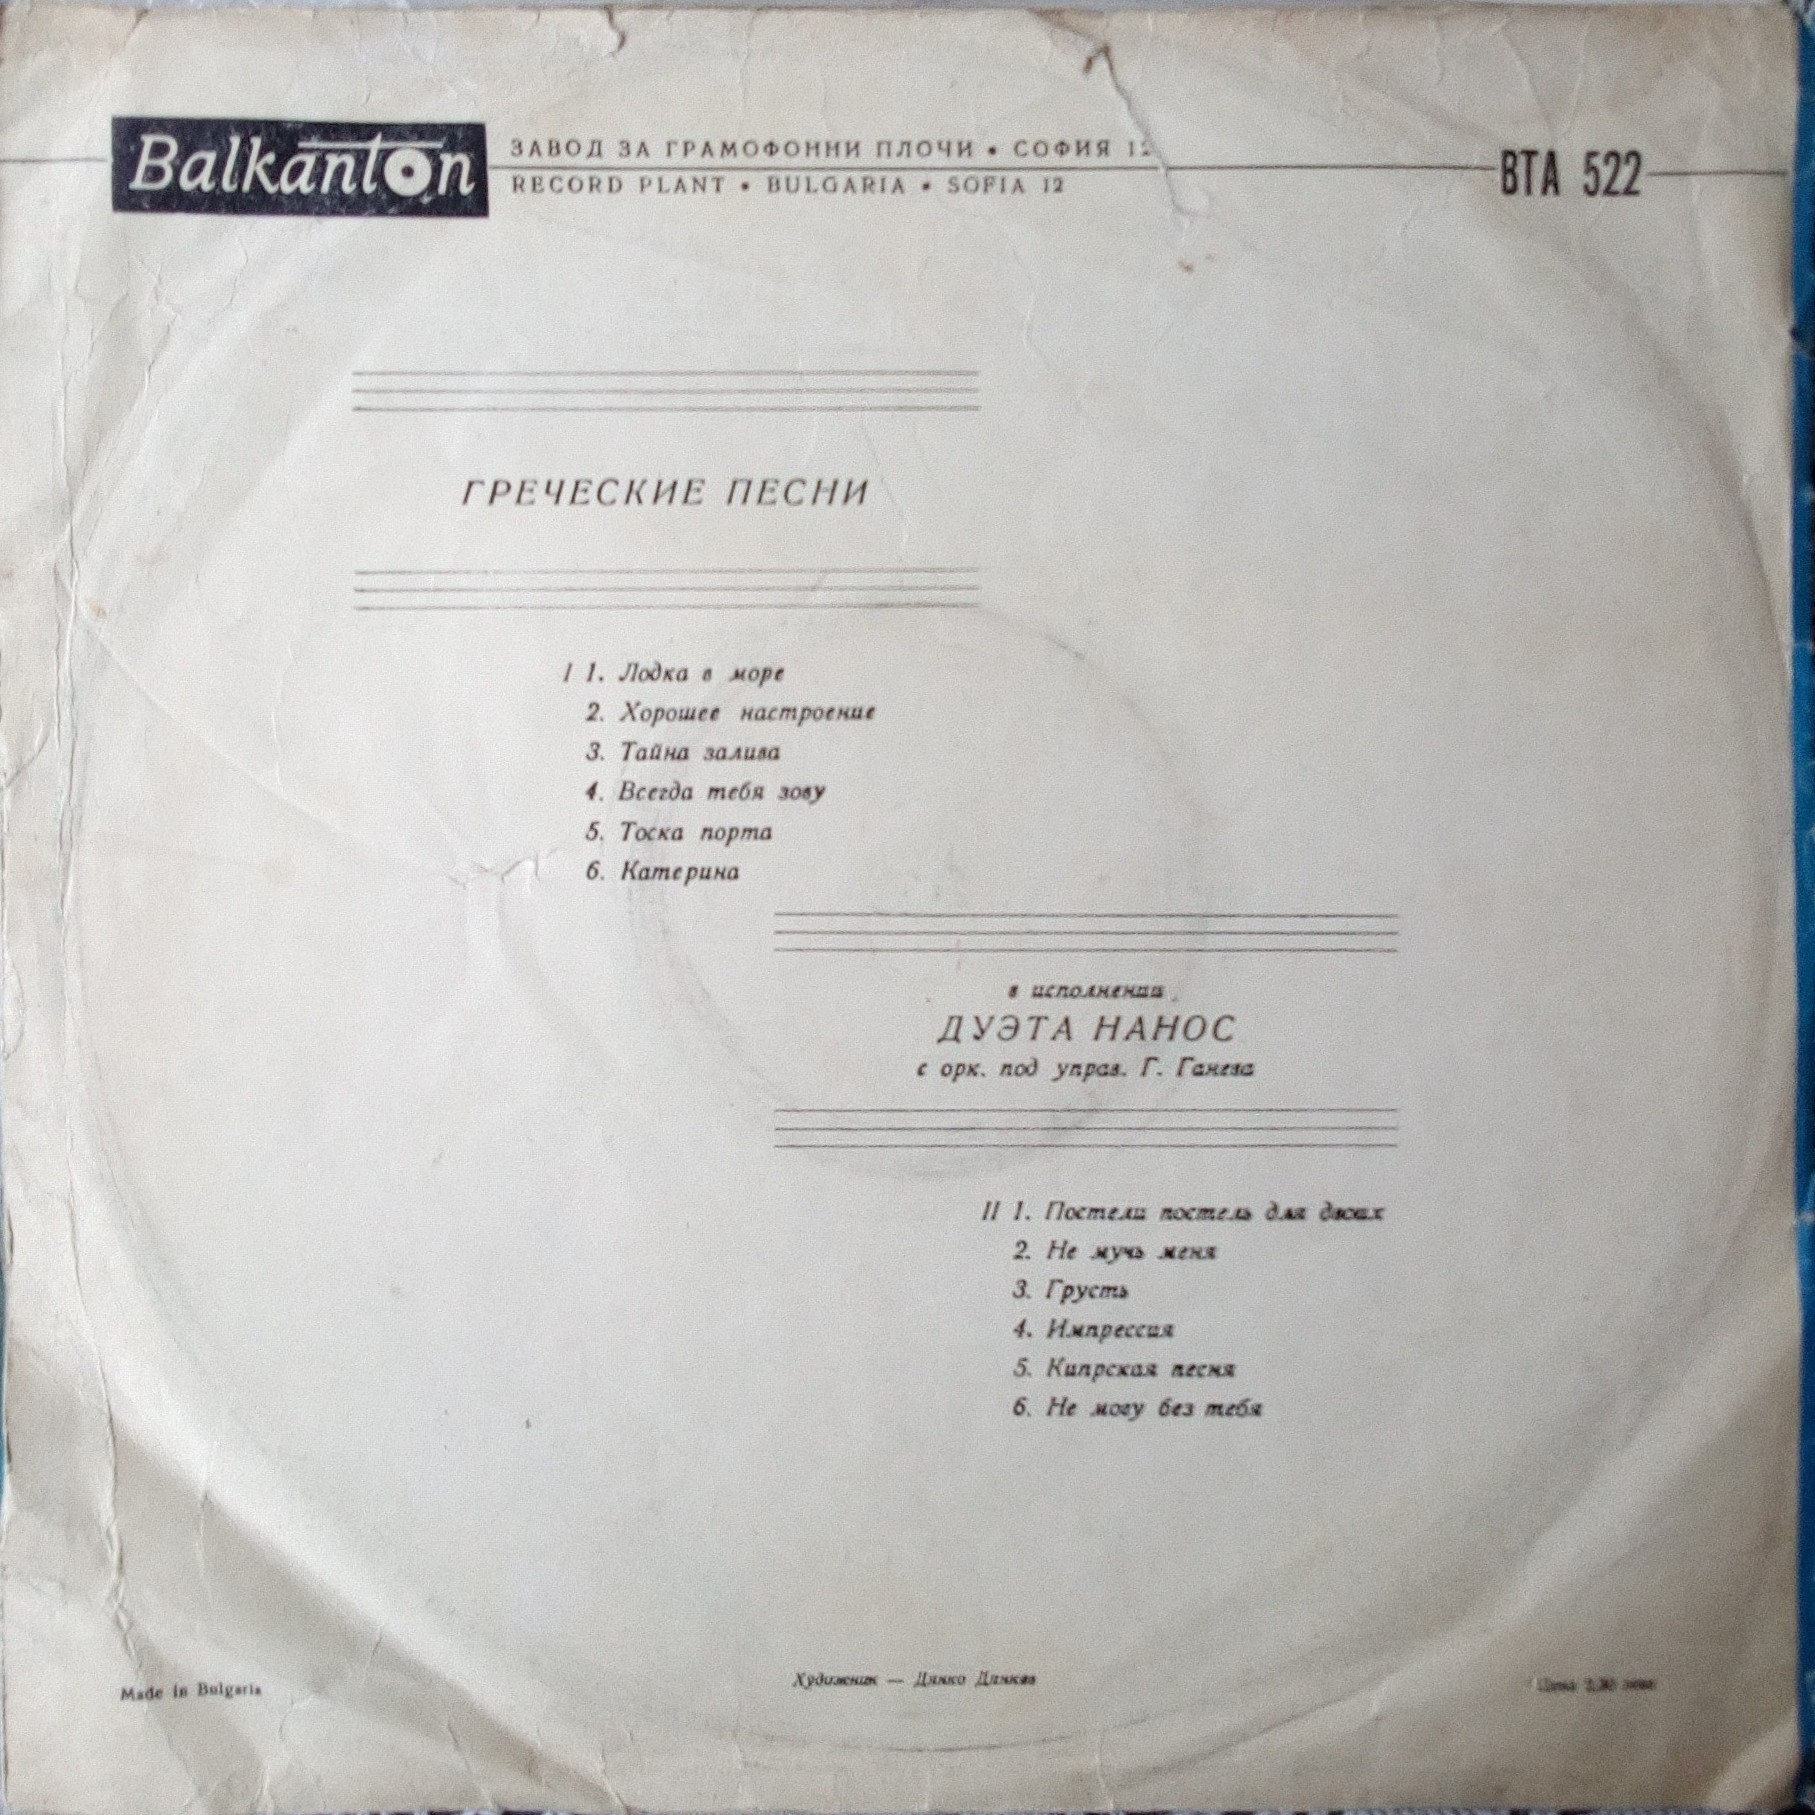 Balkanton
ЗАВОД ЗА ГРАМОФОННИ ПЛОЧИ • СОФИЯ 12
RECORD PLANT • BULGARIA • SOFIA 12
ВТА 522
ГРЕЧЕСКИЕ ПЕСНИ
I 1. Лодка в море
2. Хорошее настроение
3. Тайна залива
4. Всегда тебя зову
5. Тоска порта
6. Катерина
в исполнении
ДУЭТА НАНОС
с орк. под управ. Г. Ганева
II 1. Постели постель для двоих
2. Не мучь меня
3. Грусть
4. Импрессия
5. Кипрская песня
6. Не могу без тебя
Made in Bulgaria
Художник —
Цена